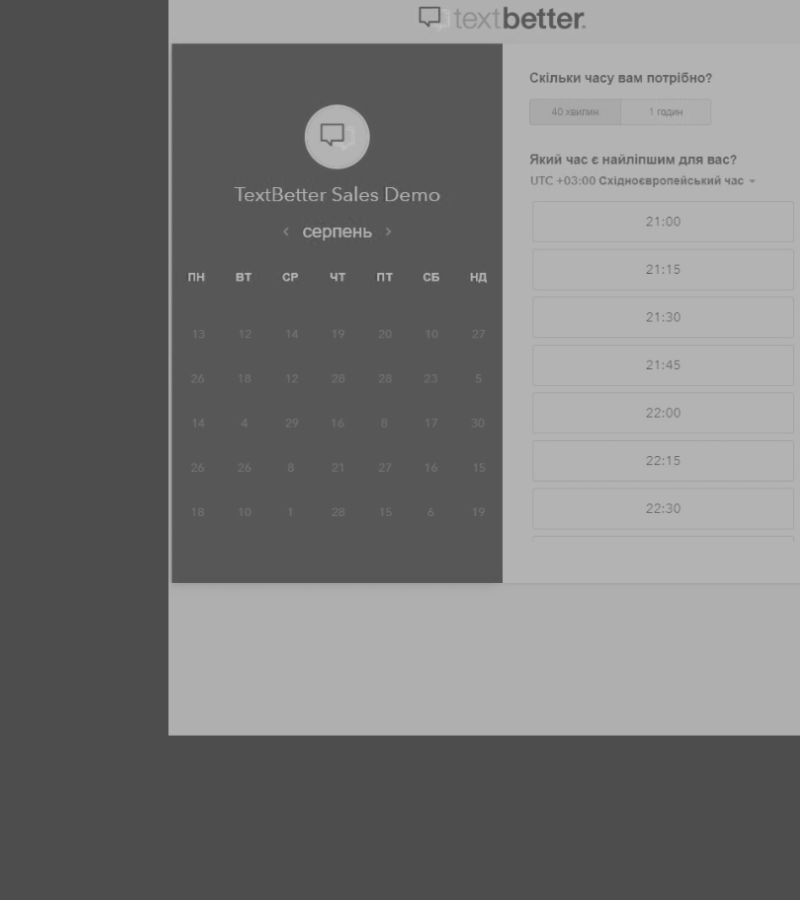 textbetter.
TextBetter Sales Demo
‹ серпень ›
ПН ВТ СР ЧТ ПТ СБ НД
13 12 14 19 20 10 27
26 18 12 28 28 23 5
14 4 29 16 8 17 30
26 26 8 21 27 16 15
18 10 1 28 15 6 19
Скільки часу вам потрібно?
40 хвилин 1 годин
Який час є найліпшим для вас?
UTC +03:00 Східноєвропейський час
21:00
21:15
21:30
21:45
22:00
22:15
22:30